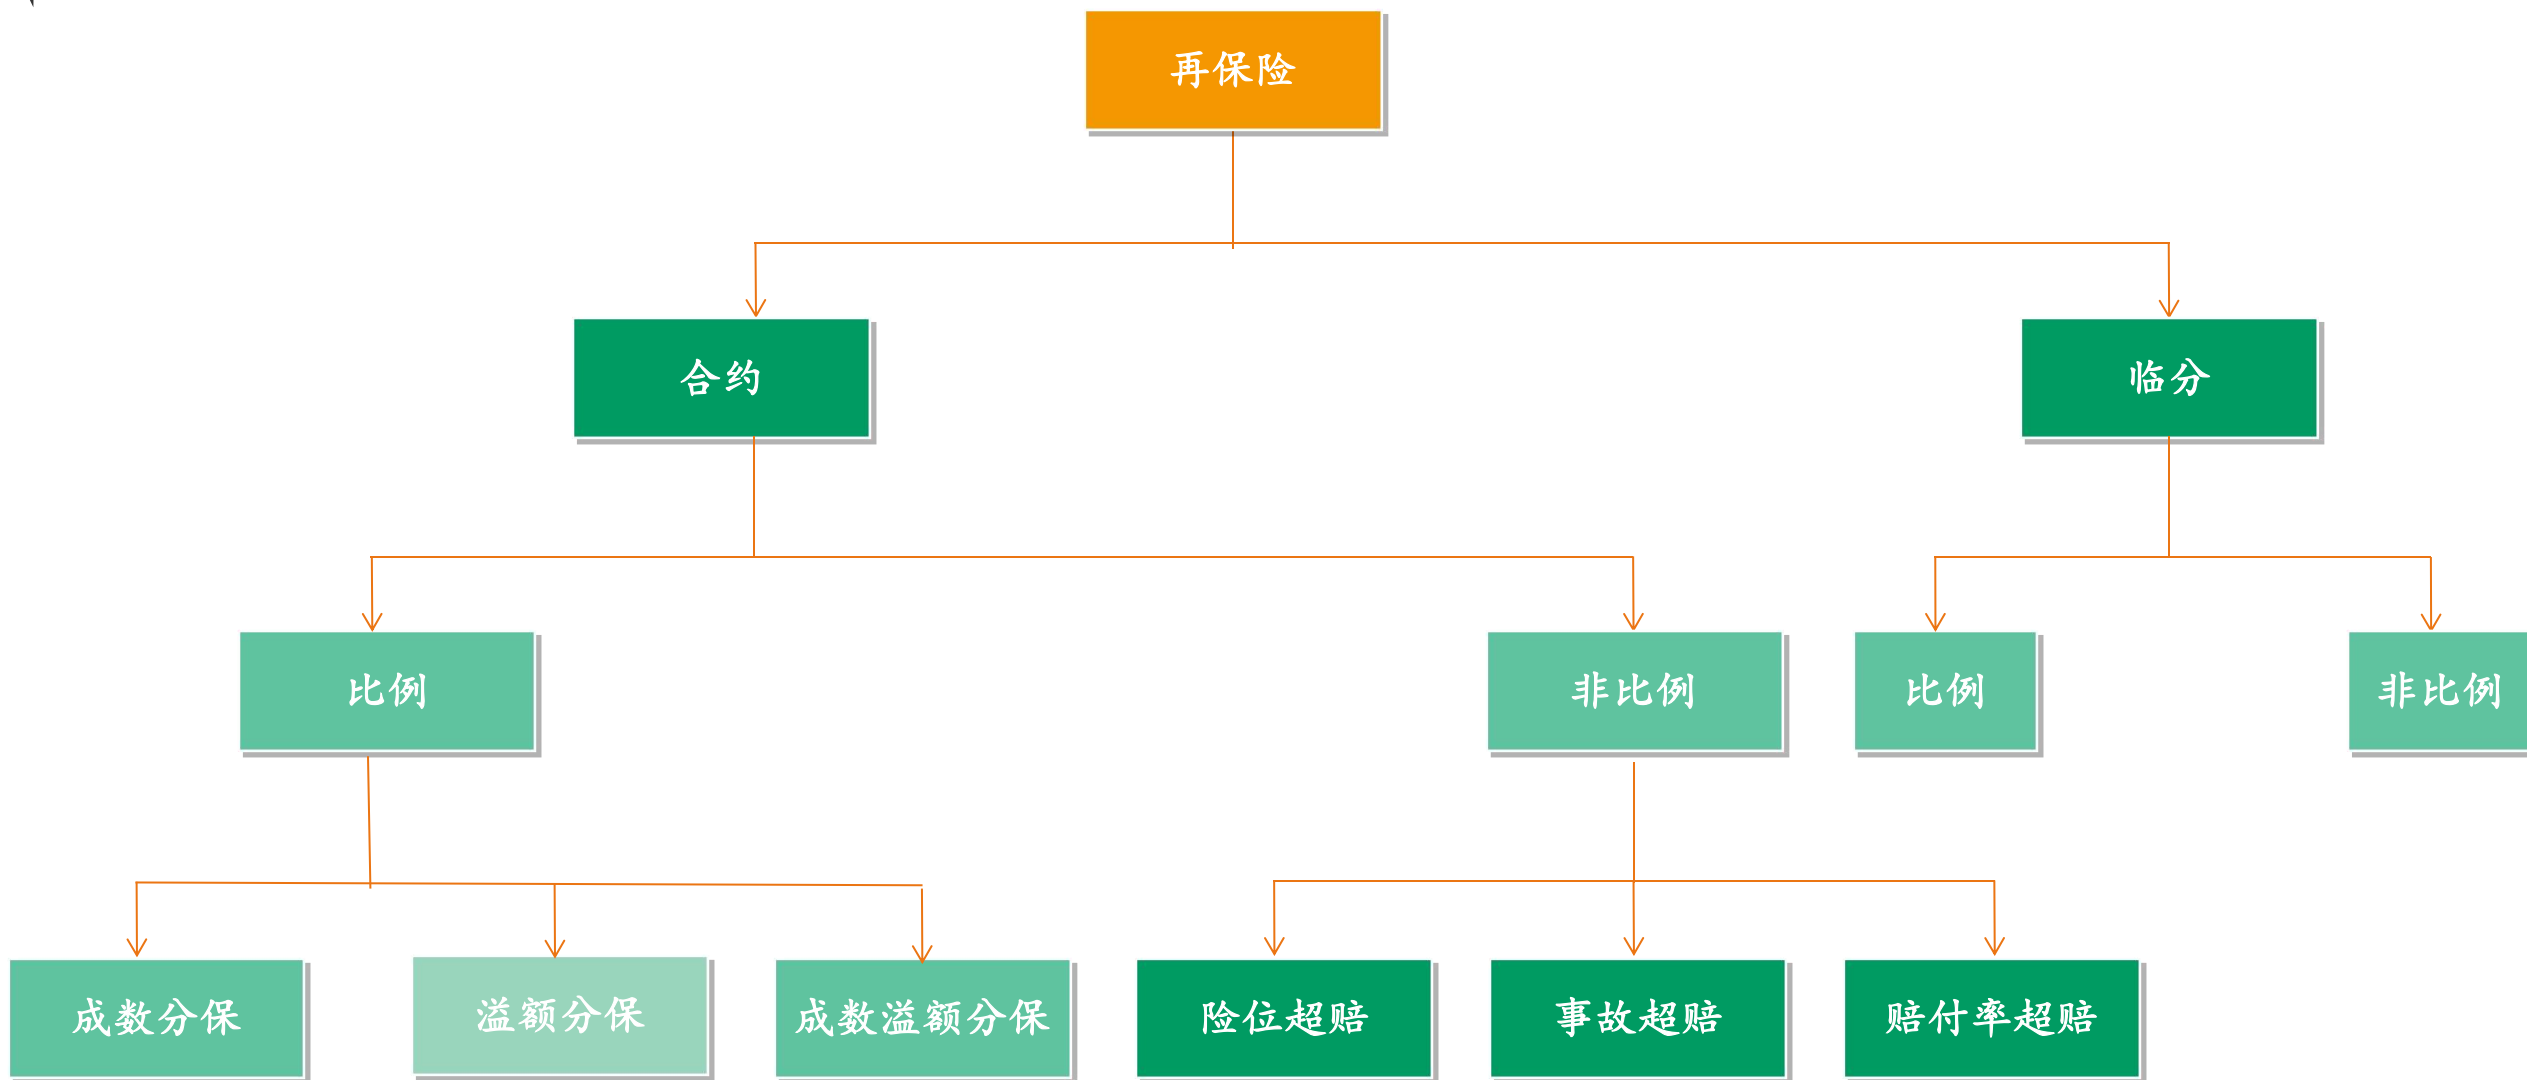 再保险
合约
临分
比例
非比例
比例
非比例
成数分保
溢额分保
成数溢额分保
险位超赔
事故超赔
赔付率超赔